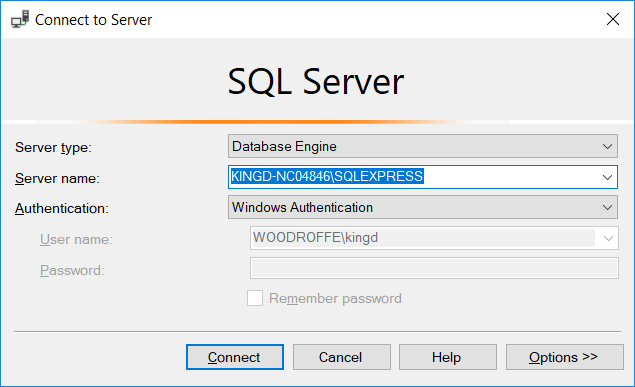 Connect to Server
SQL Server
Server type: Database Engine
Server name: KINGD-NC04846\SQLEXPRESS
Authentication: Windows Authentication
User name: WOODROFFE\kingd
Password:
Remember password
Connect Cancel Help Options >>